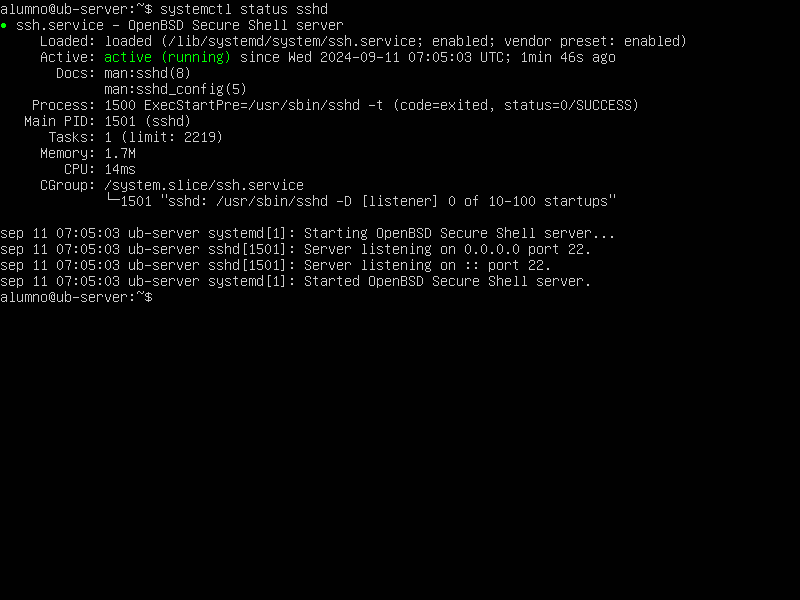 alumno@ub-server:~$ systemctl status sshd
● ssh.service - OpenBSD Secure Shell server
Loaded: loaded (/lib/systemd/system/ssh.service; enabled; vendor preset: enabled)
Active: active (running) since Wed 2024-09-11 07:05:03 UTC; 1min 46s ago
Docs: man:sshd(8)
man:sshd_config(5)
Process: 1500 ExecStartPre=/usr/sbin/sshd -t (code=exited, status=0/SUCCESS)
Main PID: 1501 (sshd)
Tasks: 1 (limit: 2219)
Memory: 1.7M
CPU: 14ms
CGroup: /system.slice/ssh.service
└─1501 "sshd: /usr/sbin/sshd -D [listener] 0 of 10-100 startups"

sep 11 07:05:03 ub-server systemd[1]: Starting OpenBSD Secure Shell server...
sep 11 07:05:03 ub-server sshd[1501]: Server listening on 0.0.0.0 port 22.
sep 11 07:05:03 ub-server sshd[1501]: Server listening on :: port 22.
sep 11 07:05:03 ub-server systemd[1]: Started OpenBSD Secure Shell server.
alumno@ub-server:~$